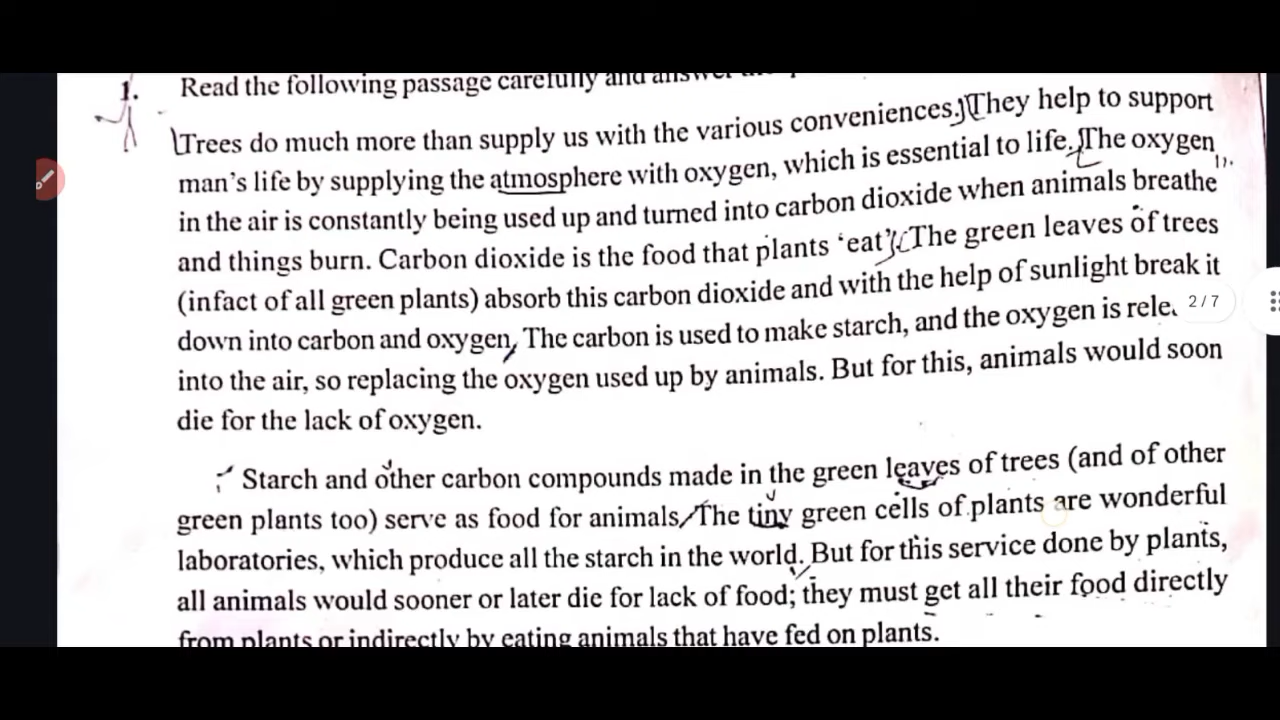 1. Read the following passage carefully and answer
Trees do much more than supply us with the various conveniences. They help to support
man's life by supplying the atmosphere with oxygen, which is essential to life. The oxygen
in the air is constantly being used up and turned into carbon dioxide when animals breathe
and things burn. Carbon dioxide is the food that plants ‘eat’. The green leaves of trees
(infact of all green plants) absorb this carbon dioxide and with the help of sunlight break it
down into carbon and oxygen. The carbon is used to make starch, and the oxygen is rele
2/7
into the air, so replacing the oxygen used up by animals. But for this, animals would soon
die for the lack of oxygen.
Starch and other carbon compounds made in the green leaves of trees (and of other
green plants too) serve as food for animals. The tiny green cells of plants are wonderful
laboratories, which produce all the starch in the world. But for this service done by plants,
all animals would sooner or later die for lack of food; they must get all their food directly
from plants or indirectly by eating animals that have fed on plants.